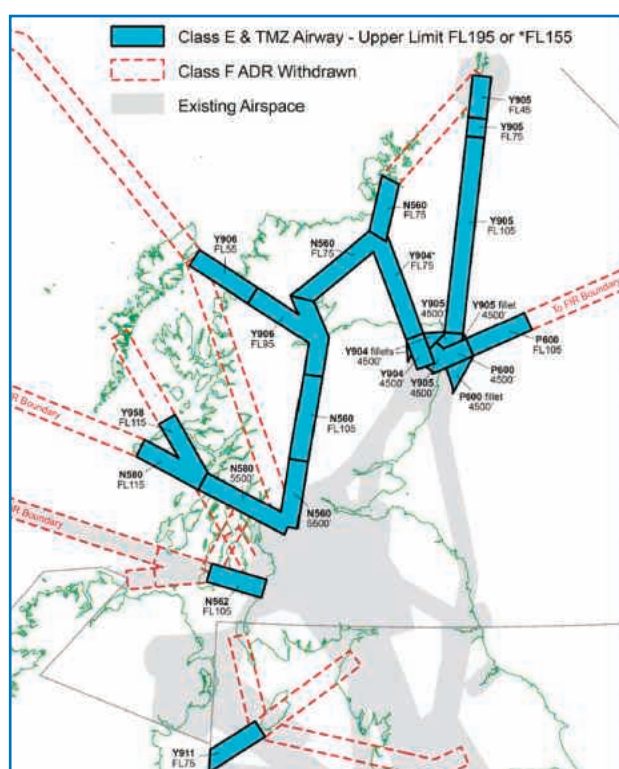 Class E & TMZ Airway - Upper Limit FL195 or *FL155
Class F ADR Withdrawn
Existing Airspace
Y905
FL45
Y905
FL75
N560
FL75
Y905
FL105
Y906
FL55
N560
FL75
Y904*
FL75
To FIR Boundary
Y905
4500'
Y905 fillet
4500'
Y906
FL95
P600
FL105
Y904 fillets
4500'
Y904
4500'
Y905
4500'
P600
4500'
P600 fillet
4500'
R Boundary
Y958
FL115
N560
FL105
N580
FL115
N580
5500'
N560
5500'
R Boundary
N562
FL105
Y911
FL75